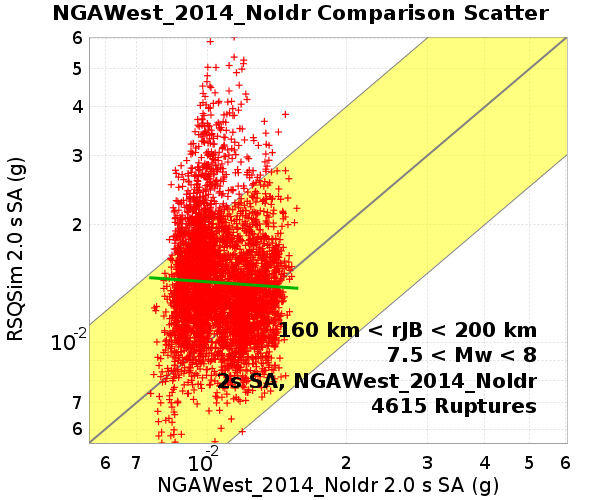 NGAWest_2014_NoIdr Comparison Scatter
6
5
4
3
2
10^-2
7
6
RSQSim 2.0 s SA (g)
160 km < rJB < 200 km
7.5 < Mw < 8
2s SA, NGAWest_2014_NoIdr
4615 Ruptures
6 7 10^-2 2 3 4 5 6
NGAWest_2014_NoIdr 2.0 s SA (g)